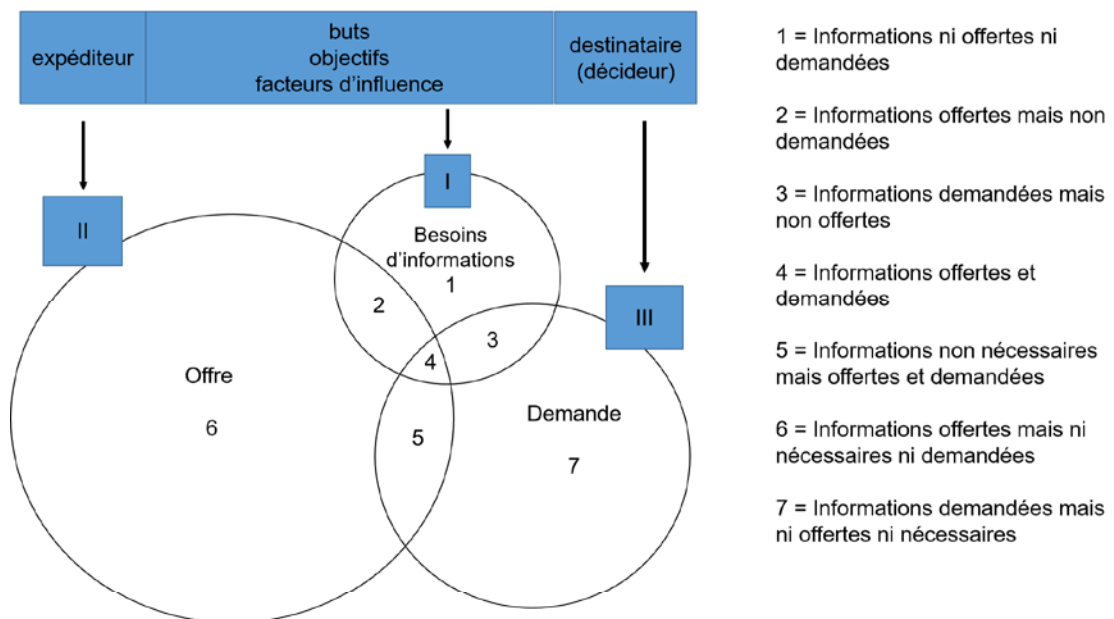 expéditeur
buts
objectifs
facteurs d'influence
destinataire
(décideur)
I
II
III
Besoins
d'informations
1
2
3
4
Offre
6
5
Demande
7
1 = Informations ni offertes ni
demandées
2 = Informations offertes mais non
demandées
3 = Informations demandées mais
non offertes
4 = Informations offertes et
demandées
5 = Informations non nécessaires
mais offertes et demandées
6 = Informations offertes mais ni
nécessaires ni demandées
7 = Informations demandées mais
ni offertes ni nécessaires